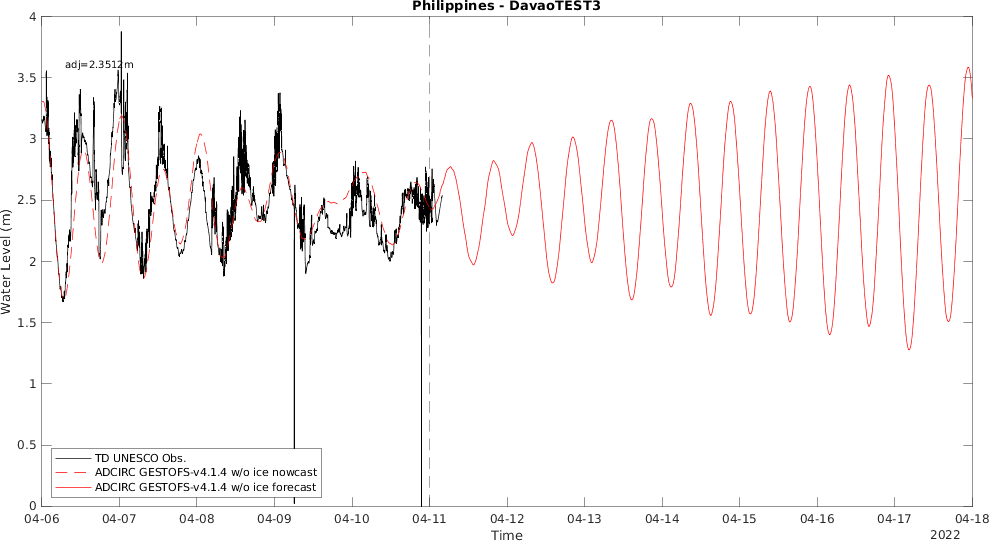 Philippines - DavaoTEST3
adj=2.3512m
Water Level (m)
4
3.5
3
2.5
2
1.5
1
0.5
0
TD UNESCO Obs.
ADCIRC GESTOFS-v4.1.4 w/o ice nowcast
ADCIRC GESTOFS-v4.1.4 w/o ice forecast
04-06 04-07 04-08 04-09 04-10 04-11 04-12 04-13 04-14 04-15 04-16 04-17 04-18
Time
2022